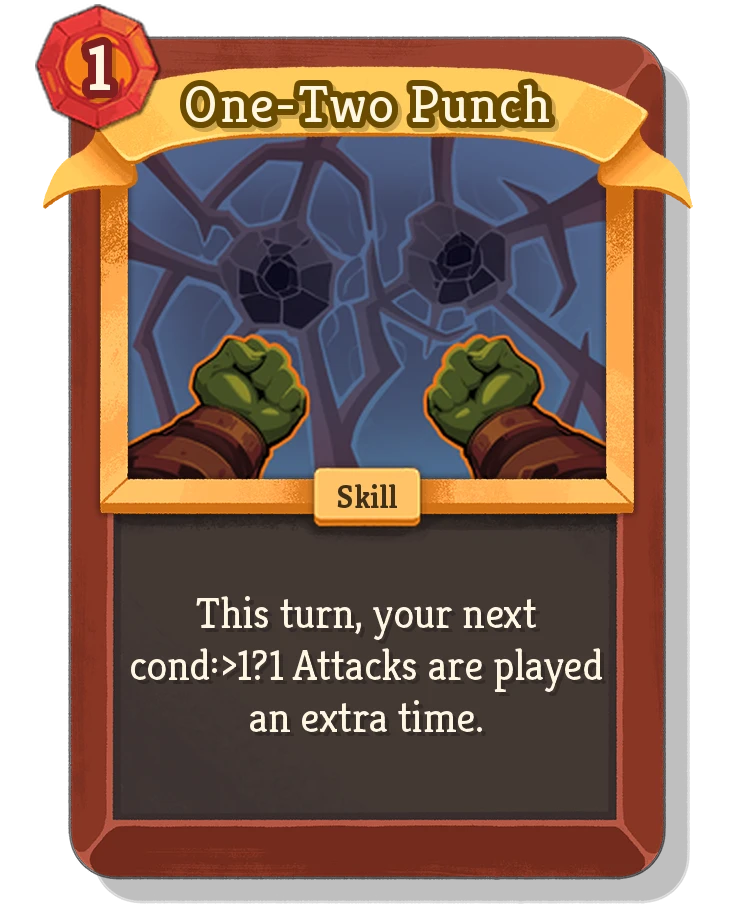 1
One-Two Punch
Skill
This turn, your next
cond:>1?1 Attacks are played
an extra time.